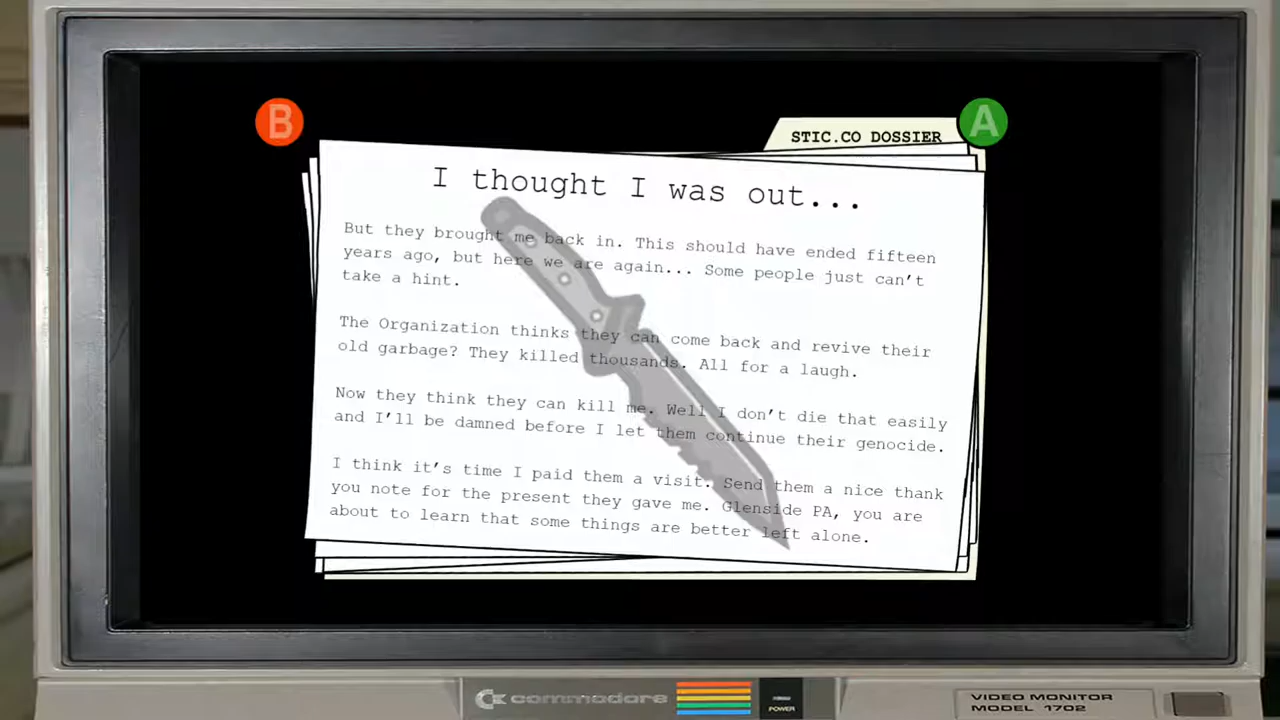 B
A
STIC.CO DOSSIER
I thought I was out...
But they brought me back in. This should have ended fifteen
years ago, but here we are again... Some people just can't
take a hint.
The Organization thinks they can come back and revive their
old garbage? They killed thousands. All for a laugh.
Now they think they can kill me. Well I don't die that easily
and I'll be damned before I let them continue their genocide.
I think it's time I paid them a visit. Send them a nice thank
you note for the present they gave me. Glenside PA, you are
about to learn that some things are better left alone.
commodore
POWER
VIDEO MONITOR
MODEL 1702